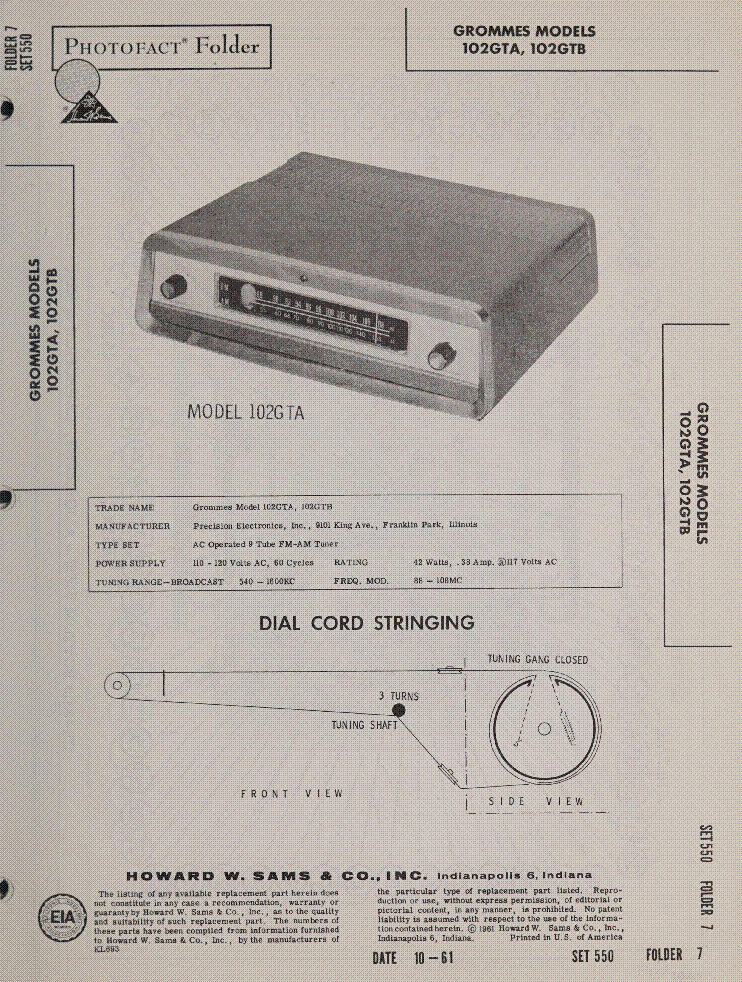 FOLDER 7
SET 550
PHOTOFACT® Folder
GROMMES MODELS
102GTA, 102GTB
GROMMES MODELS
102GTA, 102GTB
GROMMES MODELS
102GTA, 102GTB
MODEL 102GTA
TRADE NAME Grommes Model 102GTA, 102GTB
MANUFACTURER Precision Electronics, Inc., 9101 King Ave., Franklin Park, Illinois
TYPE SET AC Operated 9 Tube FM-AM Tuner
POWER SUPPLY 110 - 120 Volts AC, 60 Cycles RATING 42 Watts, .38 Amp. @117 Volts AC
TUNING RANGE—BROADCAST 540 — 1600KC FREQ. MOD. 88 — 108MC
DIAL CORD STRINGING
TUNING GANG CLOSED
3 TURNS
TUNING SHAFT
FRONT VIEW
SIDE VIEW
HOWARD W. SAMS & CO., INC. Indianapolis 6, Indiana
The listing of any available replacement part herein does
not constitute in any case a recommendation, warranty or
guaranty by Howard W. Sams & Co., Inc., as to the quality
and suitability of such replacement part. The numbers of
these parts have been compiled from information furnished
to Howard W. Sams & Co., Inc., by the manufacturers of
KL693
the particular type of replacement part listed. Repro-
duction or use, without express permission, of editorial or
pictorial content, in any manner, is prohibited. No patent
liability is assumed with respect to the use of the informa-
tion contained herein. © 1961 Howard W. Sams & Co., Inc.,
Indianapolis 6, Indiana. Printed in U.S. of America
EIA
DATE 10 — 61 SET 550 FOLDER 7
SET 550 FOLDER 7